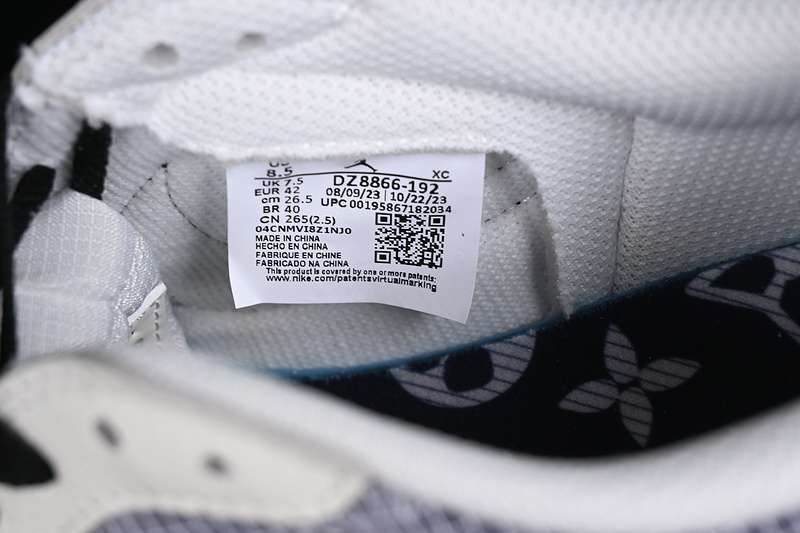 8.5
XC
UK 7.5
DZ8866-192
EUR 42
08/09/23 | 10/22/23
cm 26.5
UPC 00195867182034
BR 40
CN 265(2.5)
04CNMVI8Z1NJ0
MADE IN CHINA
HECHO EN CHINA
FABRIQUE EN CHINE
FABRICADO NA CHINA
This product is covered by one or more patents:
www.nike.com/patentsvirtualmarking